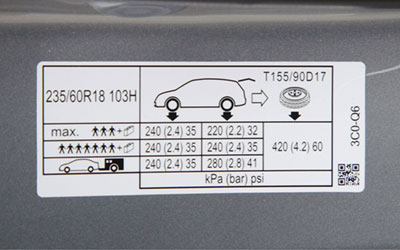 T155/90D17
235/60R18 103H
max. 240 (2.4) 35 220 (2.2) 32
240 (2.4) 35 240 (2.4) 35 420 (4.2) 60
240 (2.4) 35 280 (2.8) 41
kPa (bar) psi
3C0-Q6